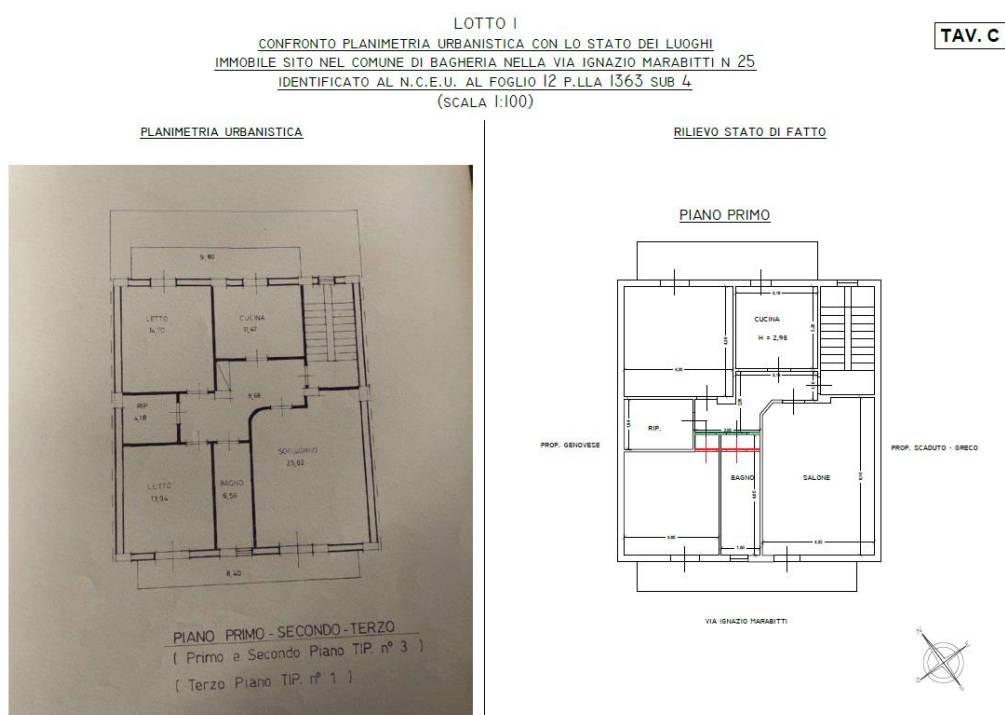 LOTTO I
CONFRONTO PLANIMETRIA URBANISTICA CON LO STATO DEI LUOGHI
IMMOBILE SITO NEL COMUNE DI BAGHERIA NELLA VIA IGNAZIO MARABITTI N 25
IDENTIFICATO AL N.C.E.U. AL FOGLIO 12 P.LLA 1363 SUB 4
(SCALA 1:100)
TAV. C
PLANIMETRIA URBANISTICA
9,80
LETTO
CUCINA
11,47
RIP
4,18
8,68
SOGGIORNO
25,02
LETTO
13,94
BAGNO
6,56
8,40
PIANO PRIMO - SECONDO - TERZO
( Primo e Secondo Piano TIP. n° 3 )
( Terzo Piano TIP. n° 1 )
RILIEVO STATO DI FATTO
PIANO PRIMO
CUCINA
H = 2,98
RIP.
PROP. GENOVESE
PROP. SCADUTO - GRECO
BAGNO
SALONE
VIA IGNAZIO MARABITTI
N